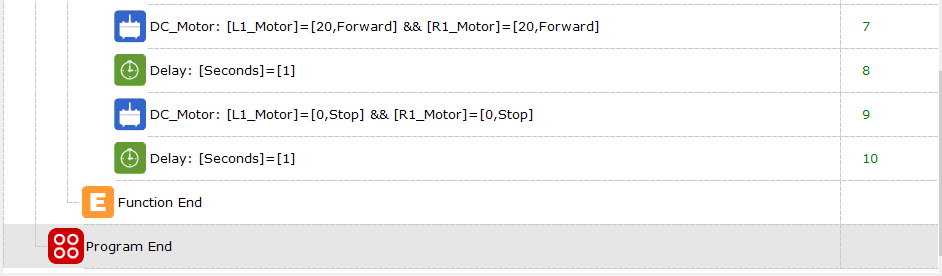 DC_Motor: [L1_Motor]=[20,Forward] && [R1_Motor]=[20,Forward] 7
Delay: [Seconds]=[1] 8
DC_Motor: [L1_Motor]=[0,Stop] && [R1_Motor]=[0,Stop] 9
Delay: [Seconds]=[1] 10
E Function End
Program End